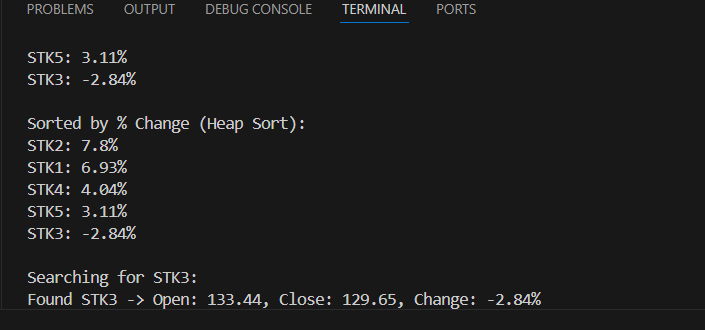 PROBLEMS OUTPUT DEBUG CONSOLE TERMINAL PORTS
STK5: 3.11%
STK3: -2.84%
Sorted by % Change (Heap Sort):
STK2: 7.8%
STK1: 6.93%
STK4: 4.04%
STK5: 3.11%
STK3: -2.84%
Searching for STK3:
Found STK3 -> Open: 133.44, Close: 129.65, Change: -2.84%